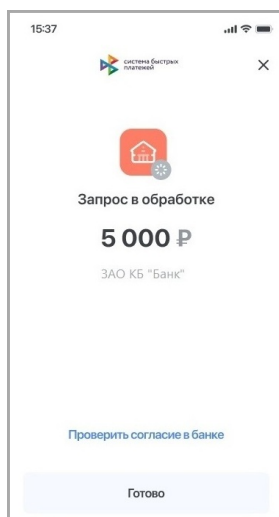 15:37
система быстрых
платежей
Запрос в обработке
5 000 ₽
ЗАО КБ "Банк"
Проверить согласие в банке
Готово